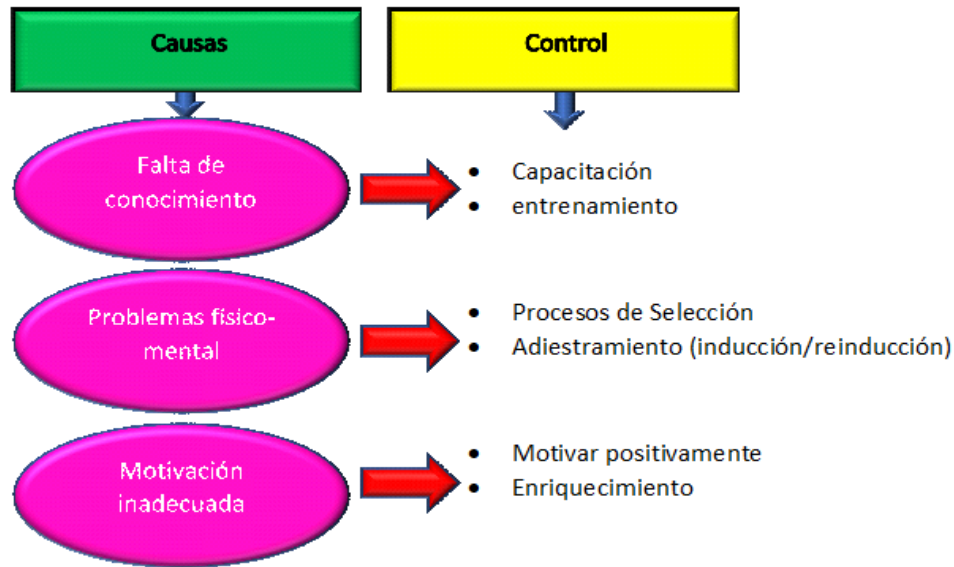 Causas
Control
Falta de
conocimiento
• Capacitación
• entrenamiento
Problemas físico-
mental
• Procesos de Selección
• Adiestramiento (inducción/reinducción)
Motivación
inadecuada
• Motivar positivamente
• Enriquecimiento